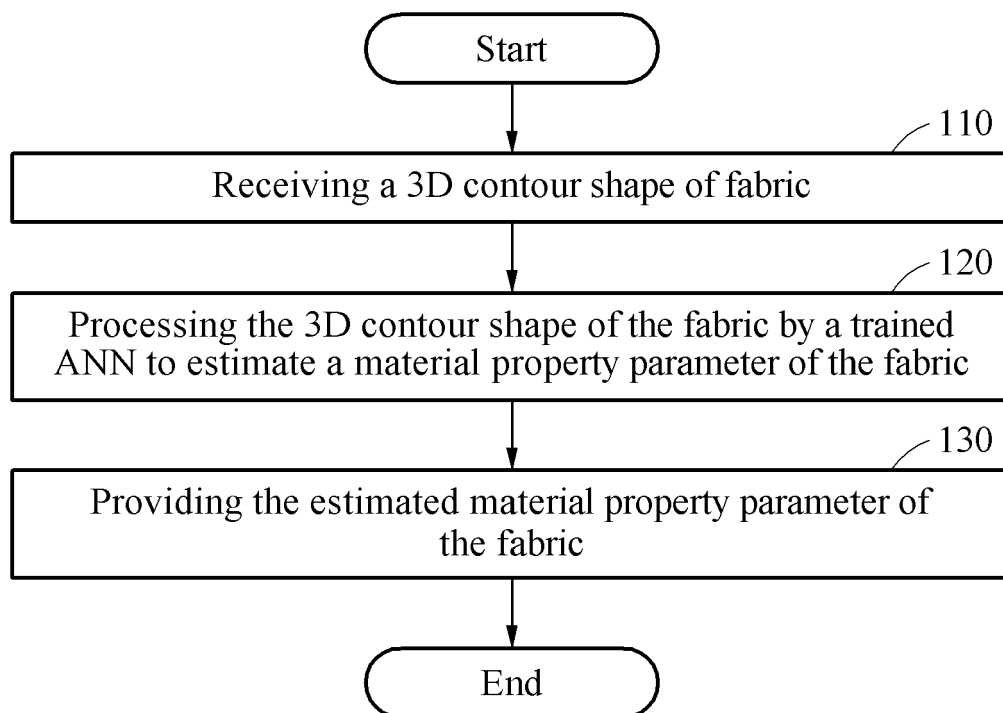 Start
110
Receiving a 3D contour shape of fabric
120
Processing the 3D contour shape of the fabric by a trained
ANN to estimate a material property parameter of the fabric
130
Providing the estimated material property parameter of
the fabric
End